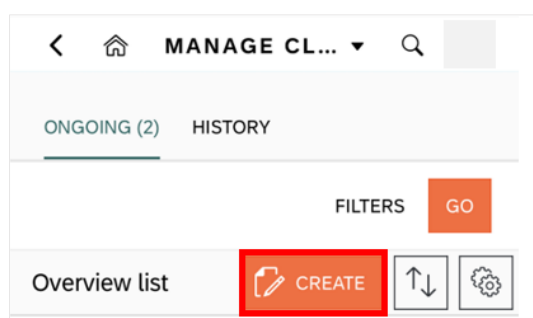 MANAGE CL...
ONGOING (2) HISTORY
FILTERS GO
Overview list CREATE